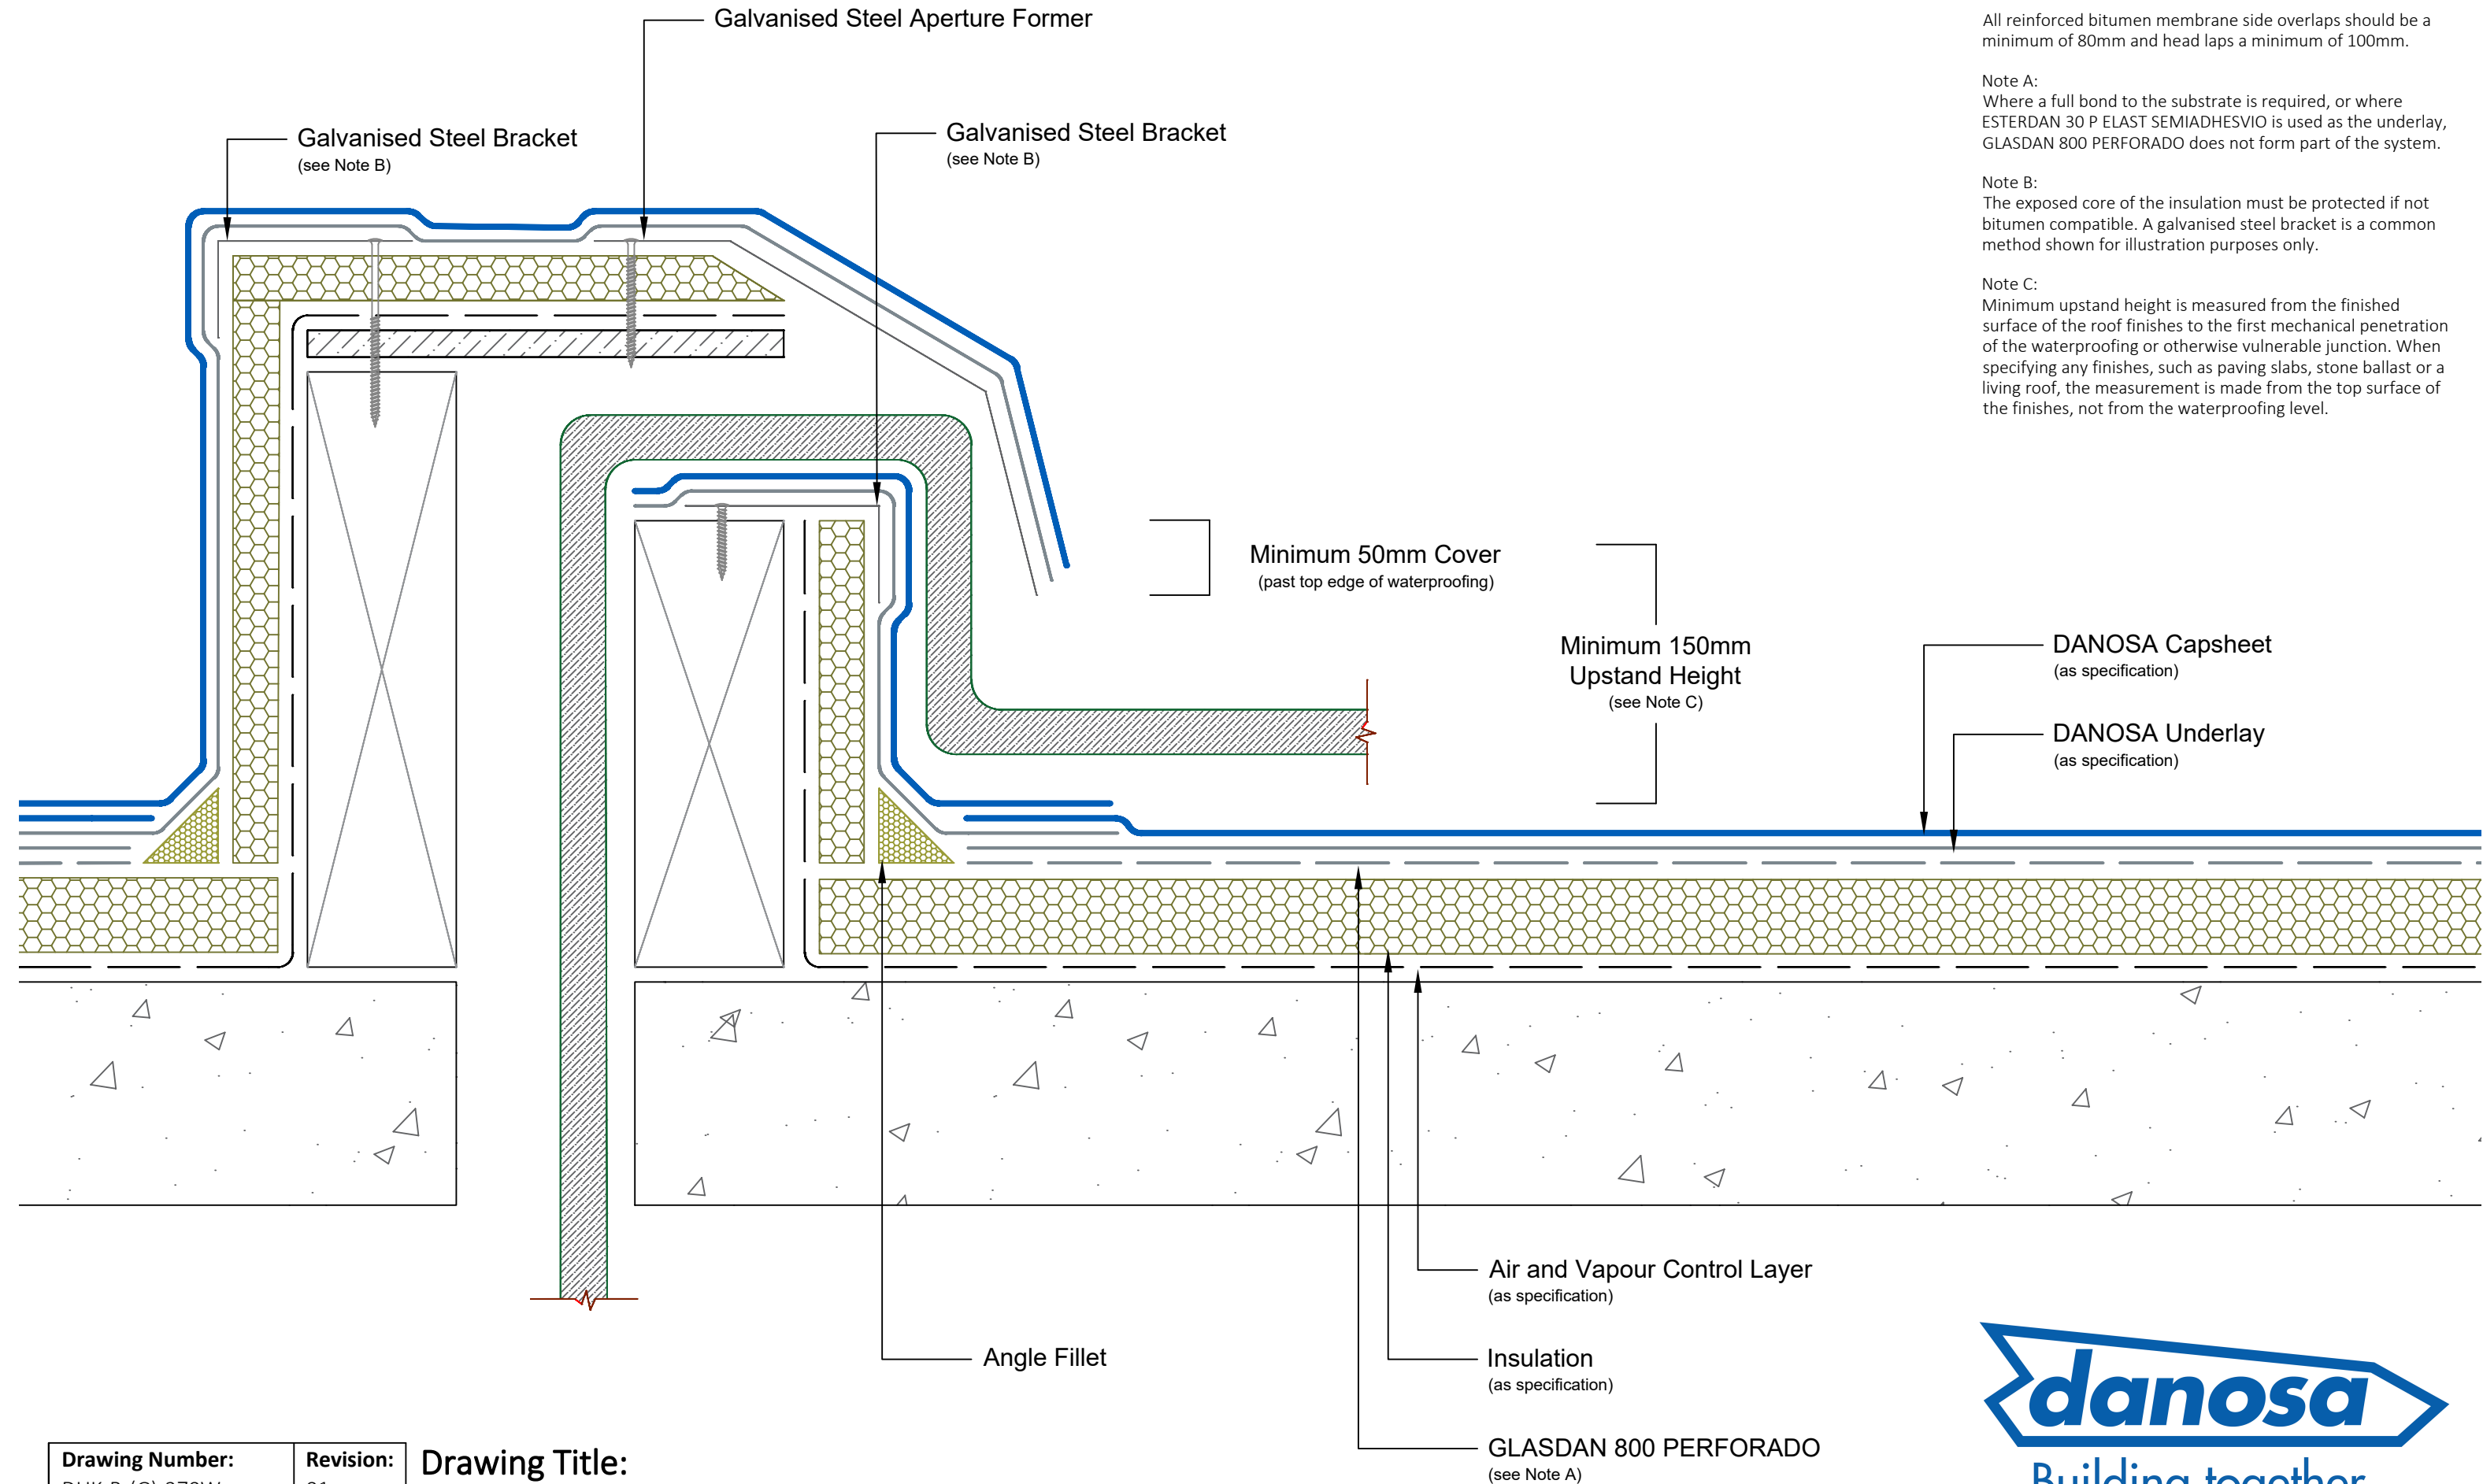 Galvanised Steel Aperture Former
Galvanised Steel Bracket
(see Note B)
Galvanised Steel Bracket
(see Note B)
All reinforced bitumen membrane side overlaps should be a
minimum of 80mm and head laps a minimum of 100mm.
Note A:
Where a full bond to the substrate is required, or where
ESTERDAN 30 P ELAST SEMIADHESVIO is used as the underlay,
GLASDAN 800 PERFORADO does not form part of the system.
Note B:
The exposed core of the insulation must be protected if not
bitumen compatible. A galvanised steel bracket is a common
method shown for illustration purposes only.
Note C:
Minimum upstand height is measured from the finished
surface of the roof finishes to the first mechanical penetration
of the waterproofing or otherwise vulnerable junction. When
specifying any finishes, such as paving slabs, stone ballast or a
living roof, the measurement is made from the top surface of
the finishes, not from the waterproofing level.
Minimum 50mm Cover
(past top edge of waterproofing)
Minimum 150mm
Upstand Height
(see Note C)
DANOSA Capsheet
(as specification)
DANOSA Underlay
(as specification)
Air and Vapour Control Layer
(as specification)
Angle Fillet
Insulation
(as specification)
GLASDAN 800 PERFORADO
(see Note A)
Drawing Number:
Revision:
Drawing Title:
danosa
Building together